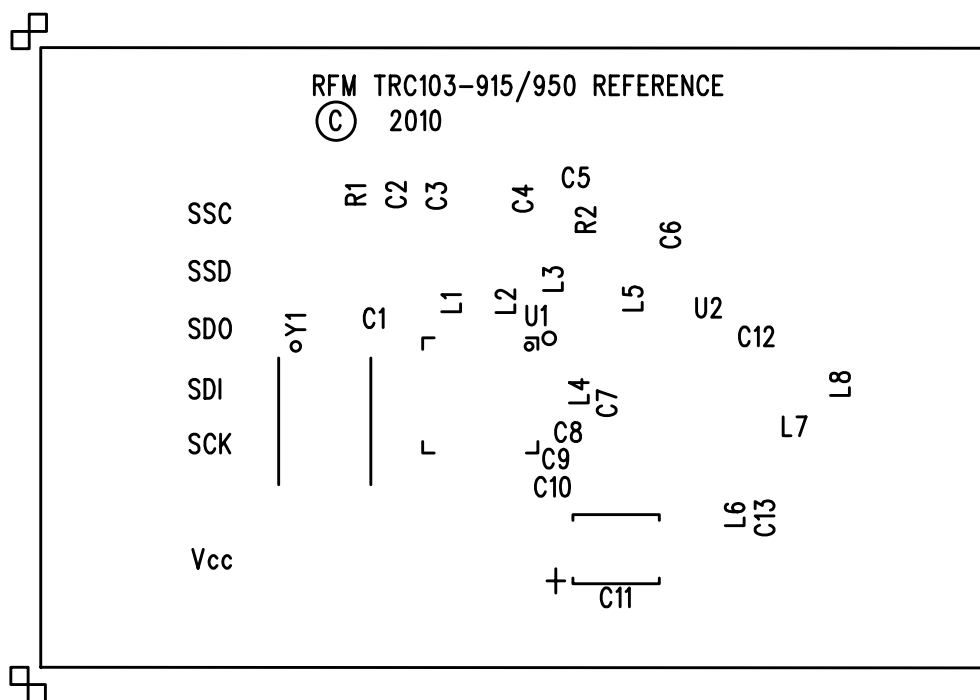 RFM TRC103-915/950 REFERENCE
© 2010
C5
R1 C2 C3 C4
SSC R2
C6
SSD L3
L1 L2 L5 U2
Y1 C1 U1
SDO C12
SDI L4 C7 L8
L7
SCK C8
C9
C10
L6 C13
Vcc
+
C11